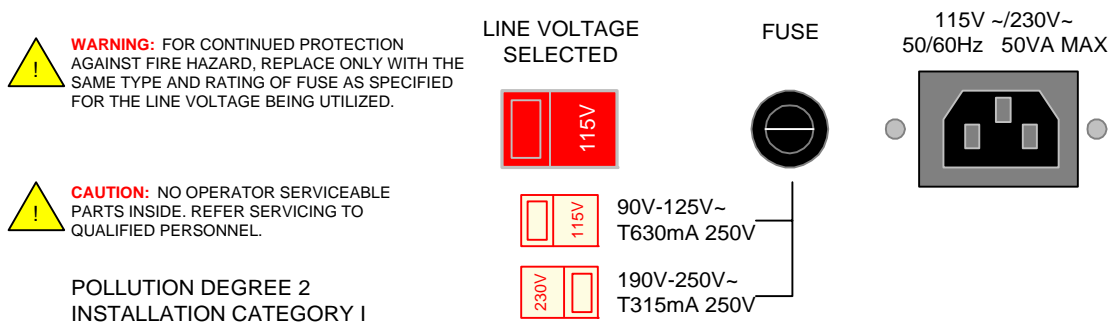 WARNING: FOR CONTINUED PROTECTION
AGAINST FIRE HAZARD, REPLACE ONLY WITH THE
SAME TYPE AND RATING OF FUSE AS SPECIFIED
FOR THE LINE VOLTAGE BEING UTILIZED.
!
CAUTION: NO OPERATOR SERVICEABLE
PARTS INSIDE. REFER SERVICING TO
QUALIFIED PERSONNEL.
!
POLLUTION DEGREE 2
INSTALLATION CATEGORY I
LINE VOLTAGE
SELECTED
115V
115V
90V-125V~
T630mA 250V
230V
190V-250V~
T315mA 250V
FUSE
115V ~/230V~
50/60Hz 50VA MAX